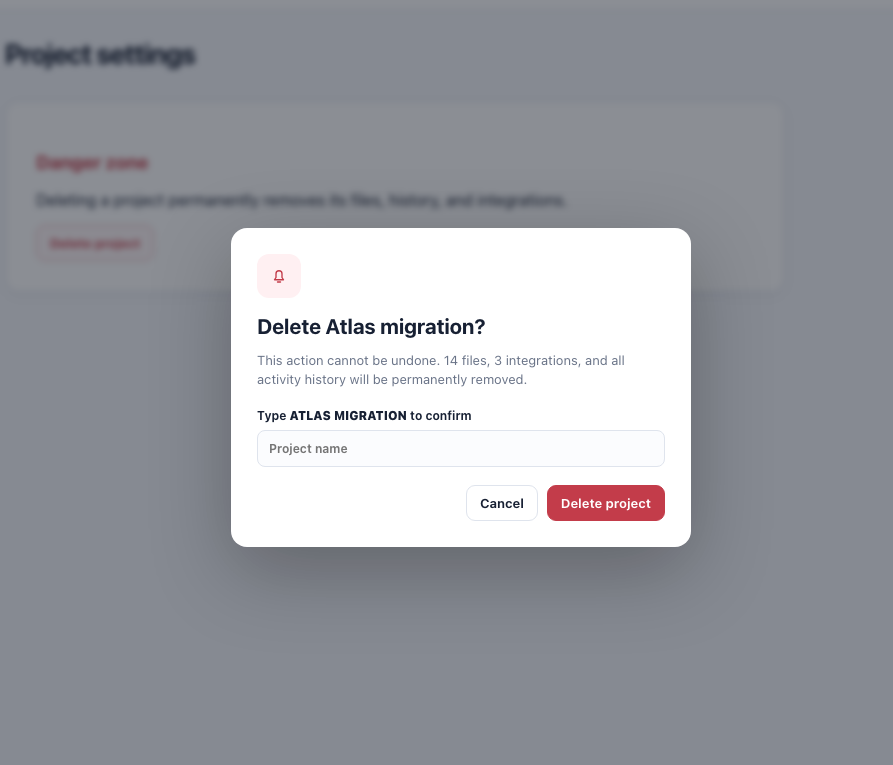 Project settings
Danger zone
Deleting a project permanently removes its files, history, and integrations.
Delete project
Delete Atlas migration?
This action cannot be undone. 14 files, 3 integrations, and all
activity history will be permanently removed.
Type ATLAS MIGRATION to confirm
Project name
Cancel
Delete project